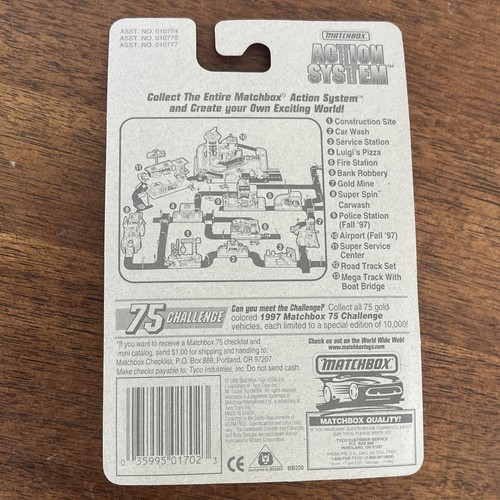 ASST. NO. 010774
ASST. NO. 010775
ASST. NO. 010777
MATCHBOX
ACTION
SYSTEM™
Collect The Entire Matchbox® Action System™
and Create your Own Exciting World!
1 Construction Site
2 Car Wash
3 Service Station
4 Luigi's Pizza
5 Fire Station
6 Bank Robbery
7 Gold Mine
8 Super Spin™
Carwash
9 Police Station
(Fall '97)
10 Airport (Fall '97)
11 Super Service
Center
12 Road Track Set
13 Mega Track With
Boat Bridge
75 CHALLENGE
Can you meet the Challenge? Collect all 75 gold
colored 1997 Matchbox 75 Challenge
vehicles, each limited to a special edition of 10,000!
*If you want to receive a Matchbox 75 checklist and
mini catalog, send $1.00 for shipping and handling to:
Matchbox Checklist, P.O. Box 888, Portland, OR 97207
Make checks payable to: Tyco Industries, Inc. Do not send cash.
Check us out on the World Wide Web!
www.matchboxtoys.com
MATCHBOX
MATCHBOX QUALITY!
TYCO CUSTOMER SERVICE
PORTLAND, OR 97207
0 35995 01702 3
CE
MB200